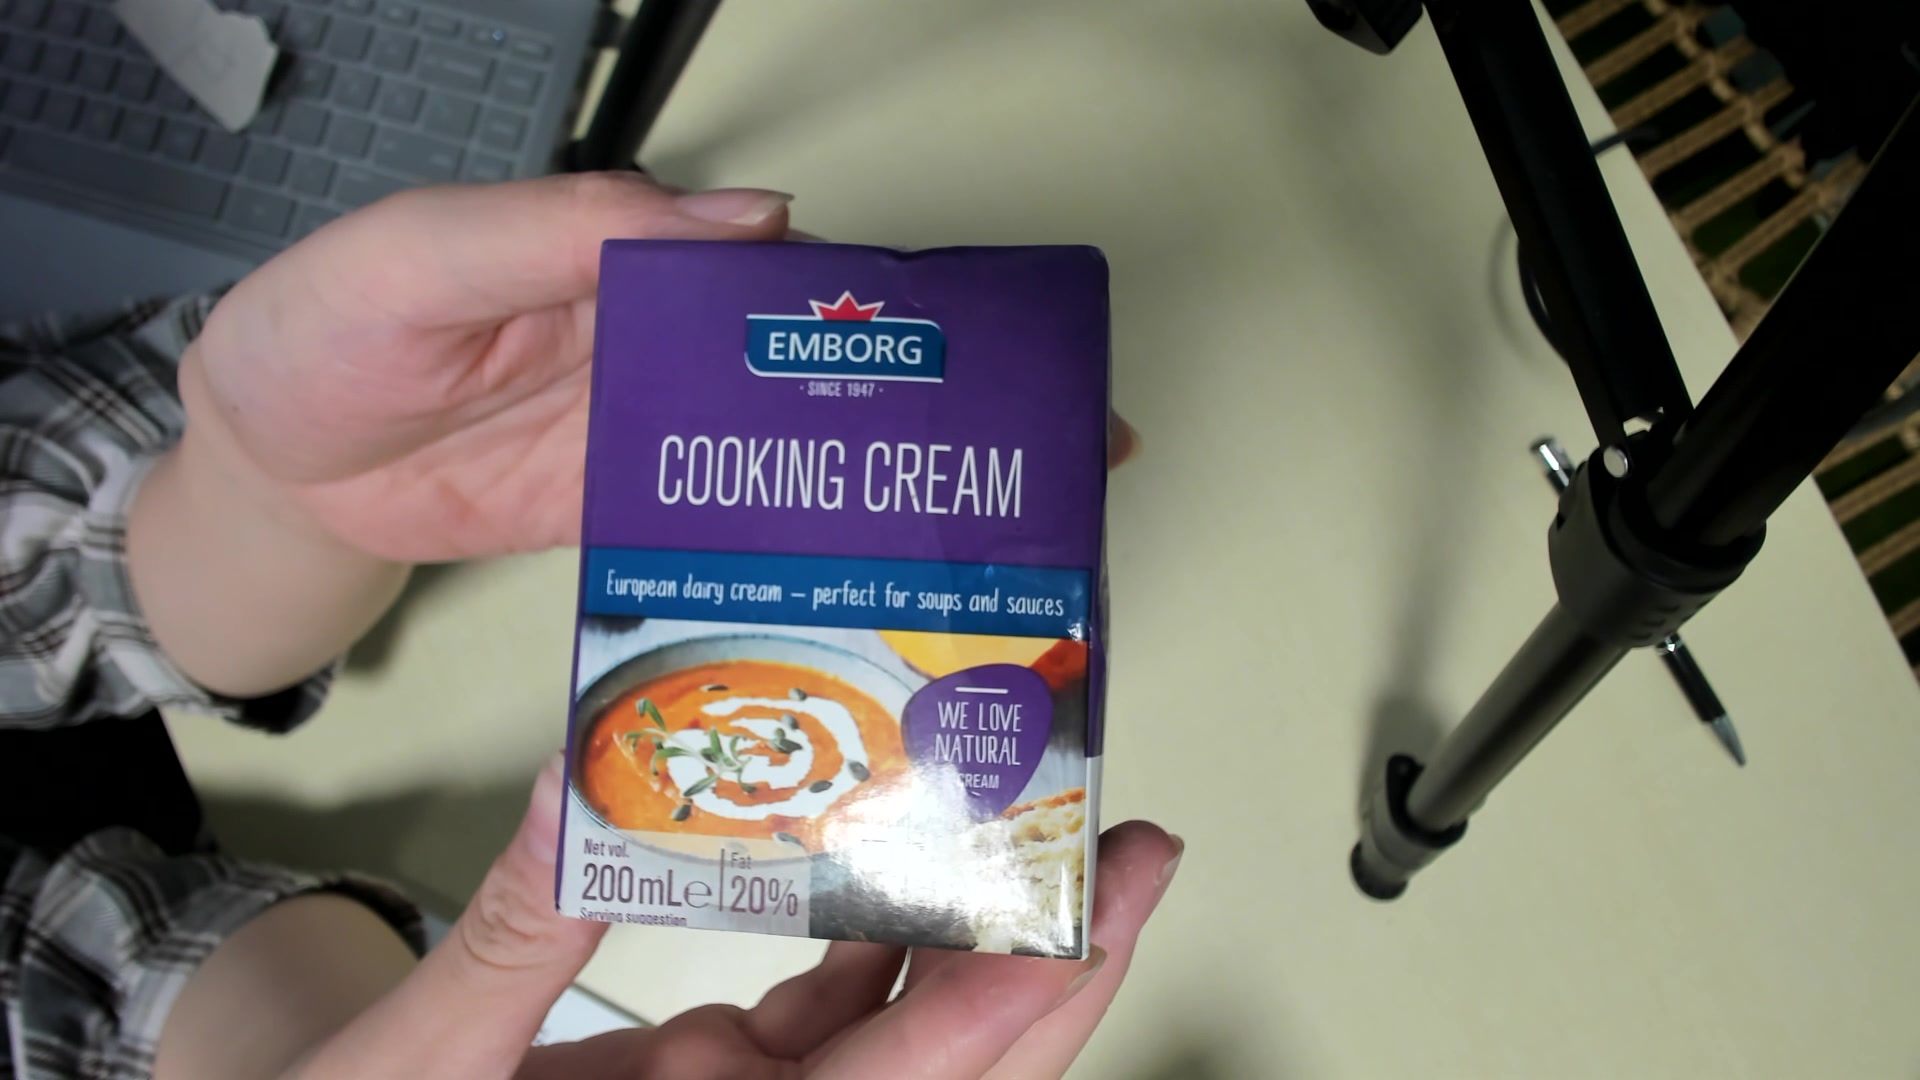 EMBORG
· SINCE 1947 ·
COOKING CREAM
European dairy cream – perfect for soups and sauces
WE LOVE
NATURAL
CREAM
Net vol.
200 mL℮
Fat
20%
Serving suggestion